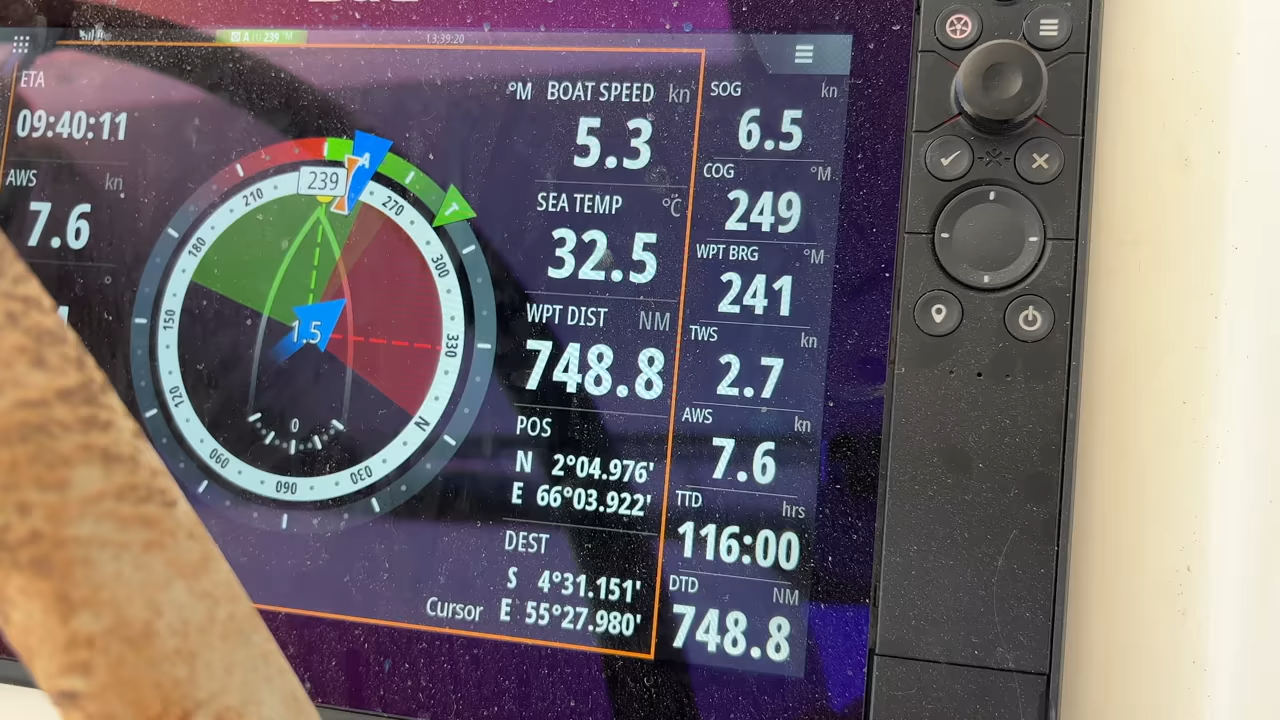 A 239 °M
13:39:20
ETA
09:40:11
AWS kn
7.6
°
239
A
T
210
270
180
300
150
330
120
N
060
030
090
1.5
0
°M BOAT SPEED kn
5.3
SEA TEMP °C
32.5
WPT DIST NM
748.8
POS
N 2°04.976'
E 66°03.922'
DEST
S 4°31.151'
Cursor E 55°27.980'
SOG kn
6.5
COG °M
249
WPT BRG °M
241
TWS kn
2.7
AWS kn
7.6
TTD hrs
116:00
DTD NM
748.8